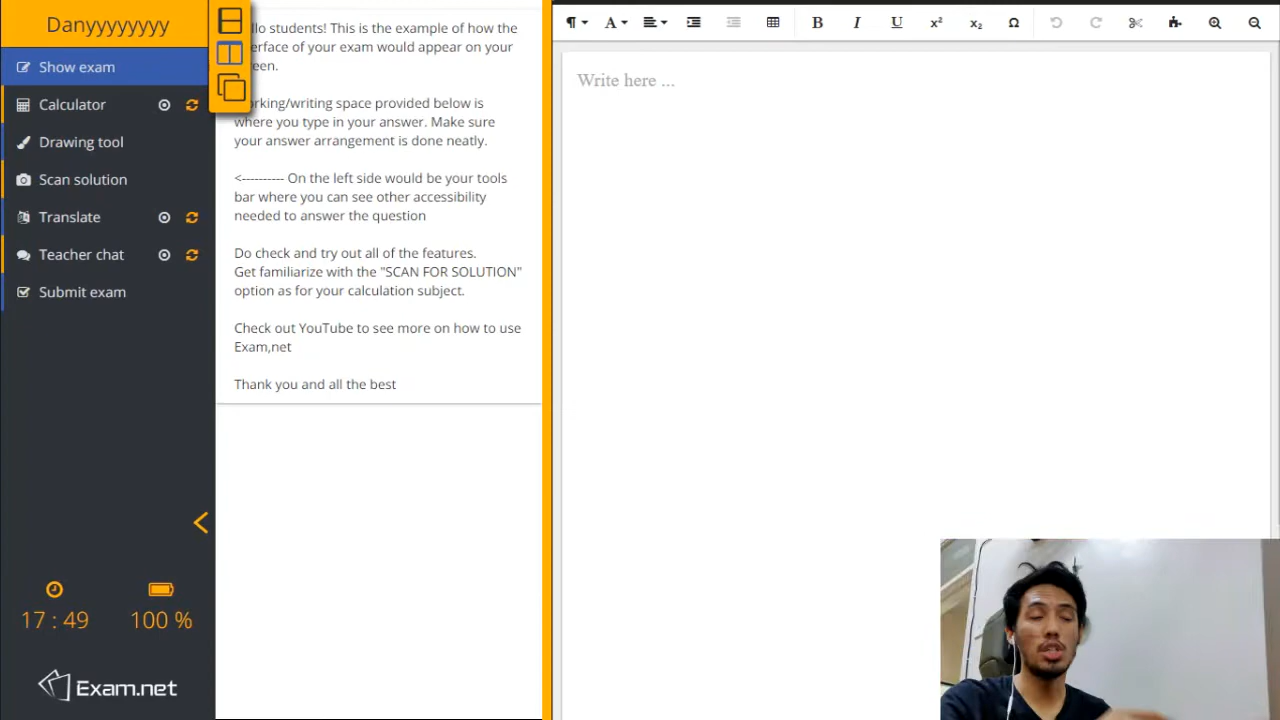 Danyyyyyyyy
Show exam
Calculator
Drawing tool
Scan solution
Translate
Teacher chat
Submit exam
17 : 49
100 %
Exam.net
llo students! This is the example of how the
erface of your exam would appear on your
een.
orking/writing space provided below is
where you type in your answer. Make sure
your answer arrangement is done neatly.
<---------- On the left side would be your tools
bar where you can see other accessibility
needed to answer the question
Do check and try out all of the features.
Get familiarize with the "SCAN FOR SOLUTION"
option as for your calculation subject.
Check out YouTube to see more on how to use
Exam,net
Thank you and all the best
¶ A B I U x² x₂ Ω
Write here ...